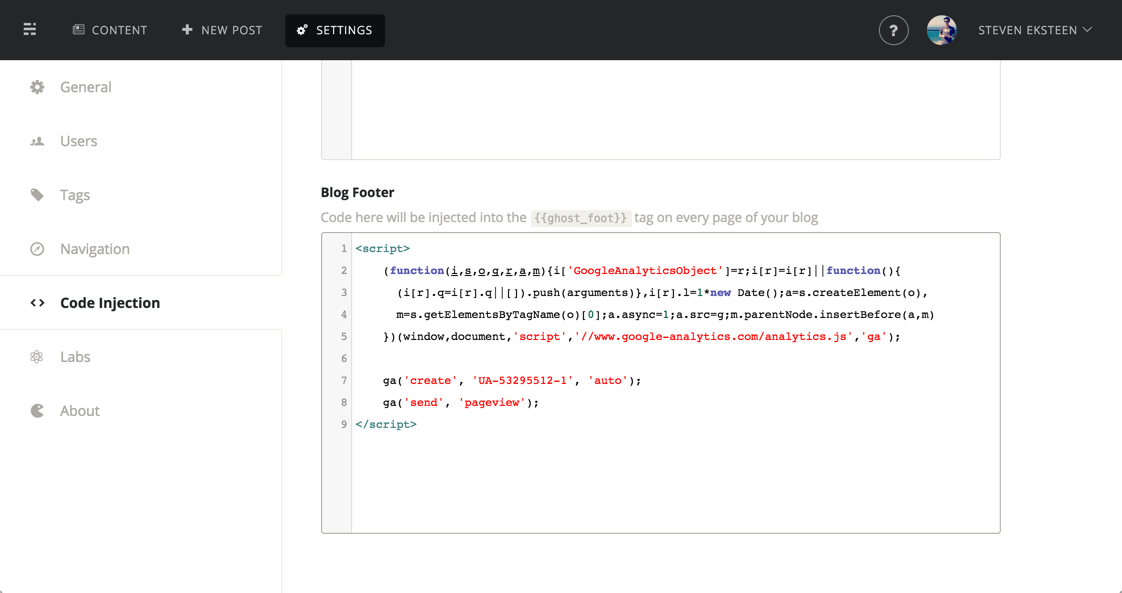 CONTENT
NEW POST
SETTINGS
?
STEVEN EKSTEEN
General
Users
Tags
Navigation
Code Injection
Labs
About
Blog Footer
Code here will be injected into the {{ghost_foot}} tag on every page of your blog
1 <script>
2 (function(i,s,o,g,r,a,m){i['GoogleAnalyticsObject']=r;i[r]=i[r]||function(){
3 (i[r].q=i[r].q||[]).push(arguments)},i[r].l=1*new Date();a=s.createElement(o),
4 m=s.getElementsByTagName(o)[0];a.async=1;a.src=g;m.parentNode.insertBefore(a,m)
5 })(window,document,'script','//www.google-analytics.com/analytics.js','ga');
6
7 ga('create', 'UA-53295512-1', 'auto');
8 ga('send', 'pageview');
9 </script>